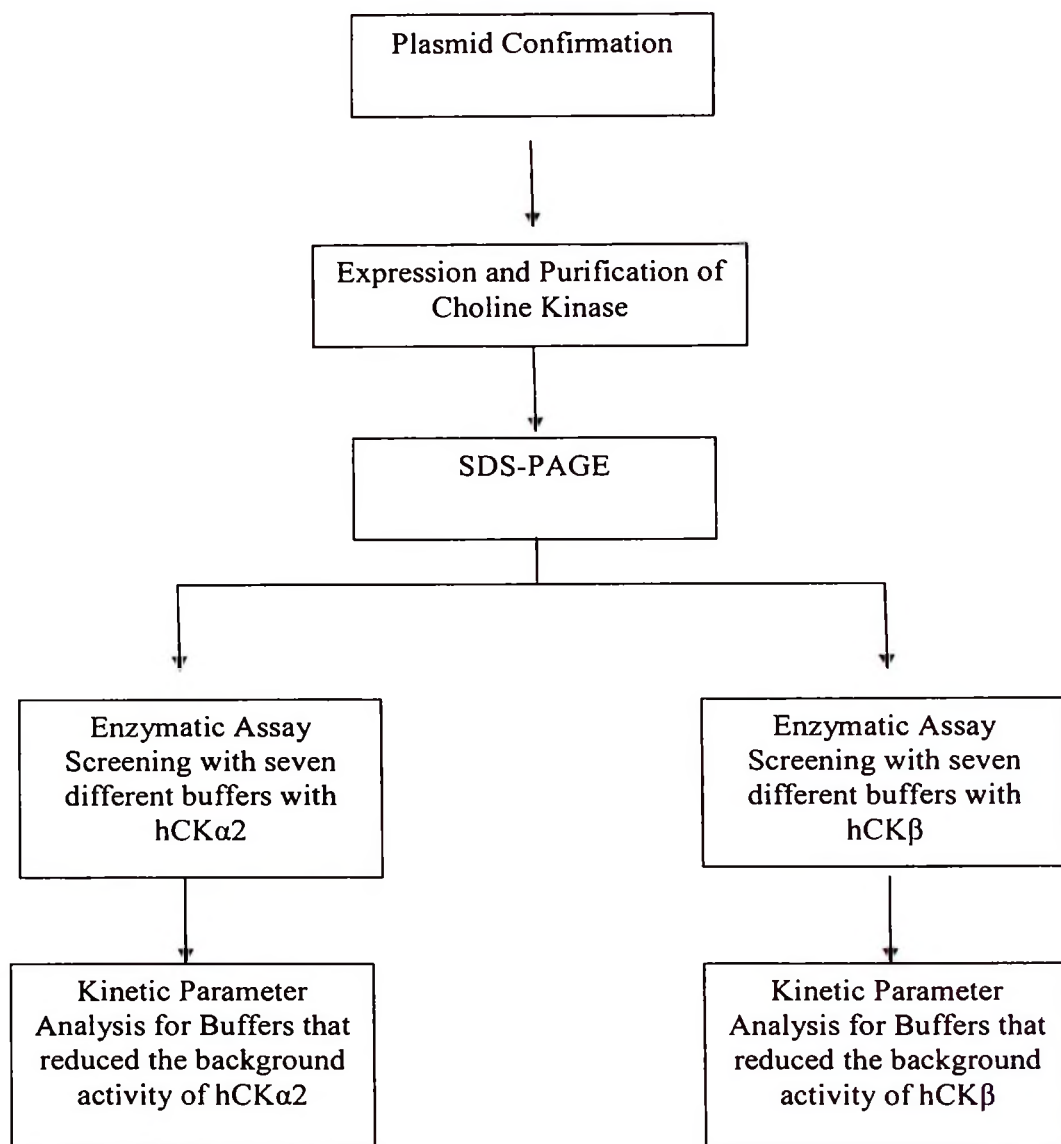 Plasmid Confirmation
Expression and Purification of
Choline Kinase
SDS-PAGE
Enzymatic Assay
Screening with seven
different buffers with
hCKα2
Enzymatic Assay
Screening with seven
different buffers with
hCKβ
Kinetic Parameter
Analysis for Buffers that
reduced the background
activity of hCKα2
Kinetic Parameter
Analysis for Buffers that
reduced the background
activity of hCKβ